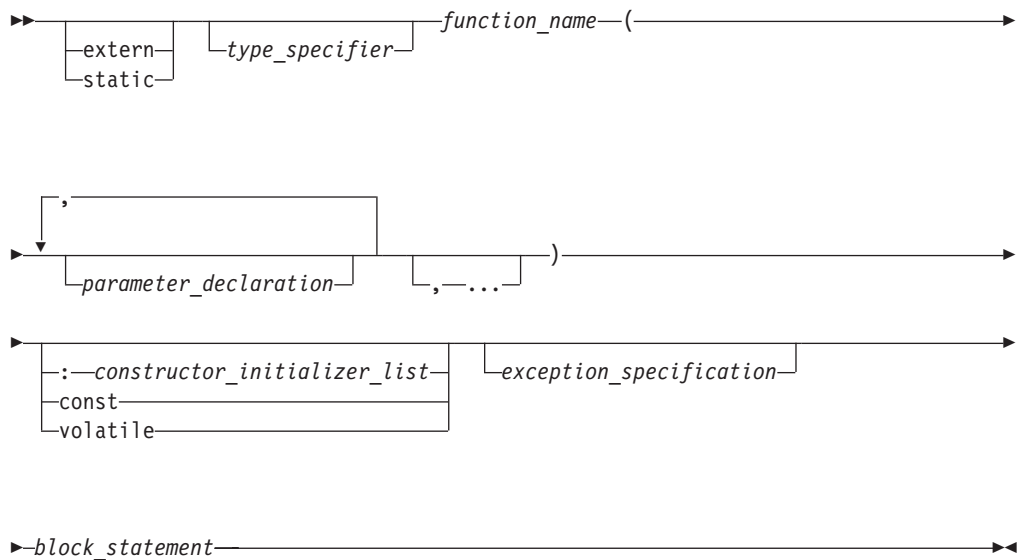 function_name (
extern type_specifier
static
,
)
parameter_declaration , ...
: constructor_initializer_list exception_specification
const
volatile
block_statement